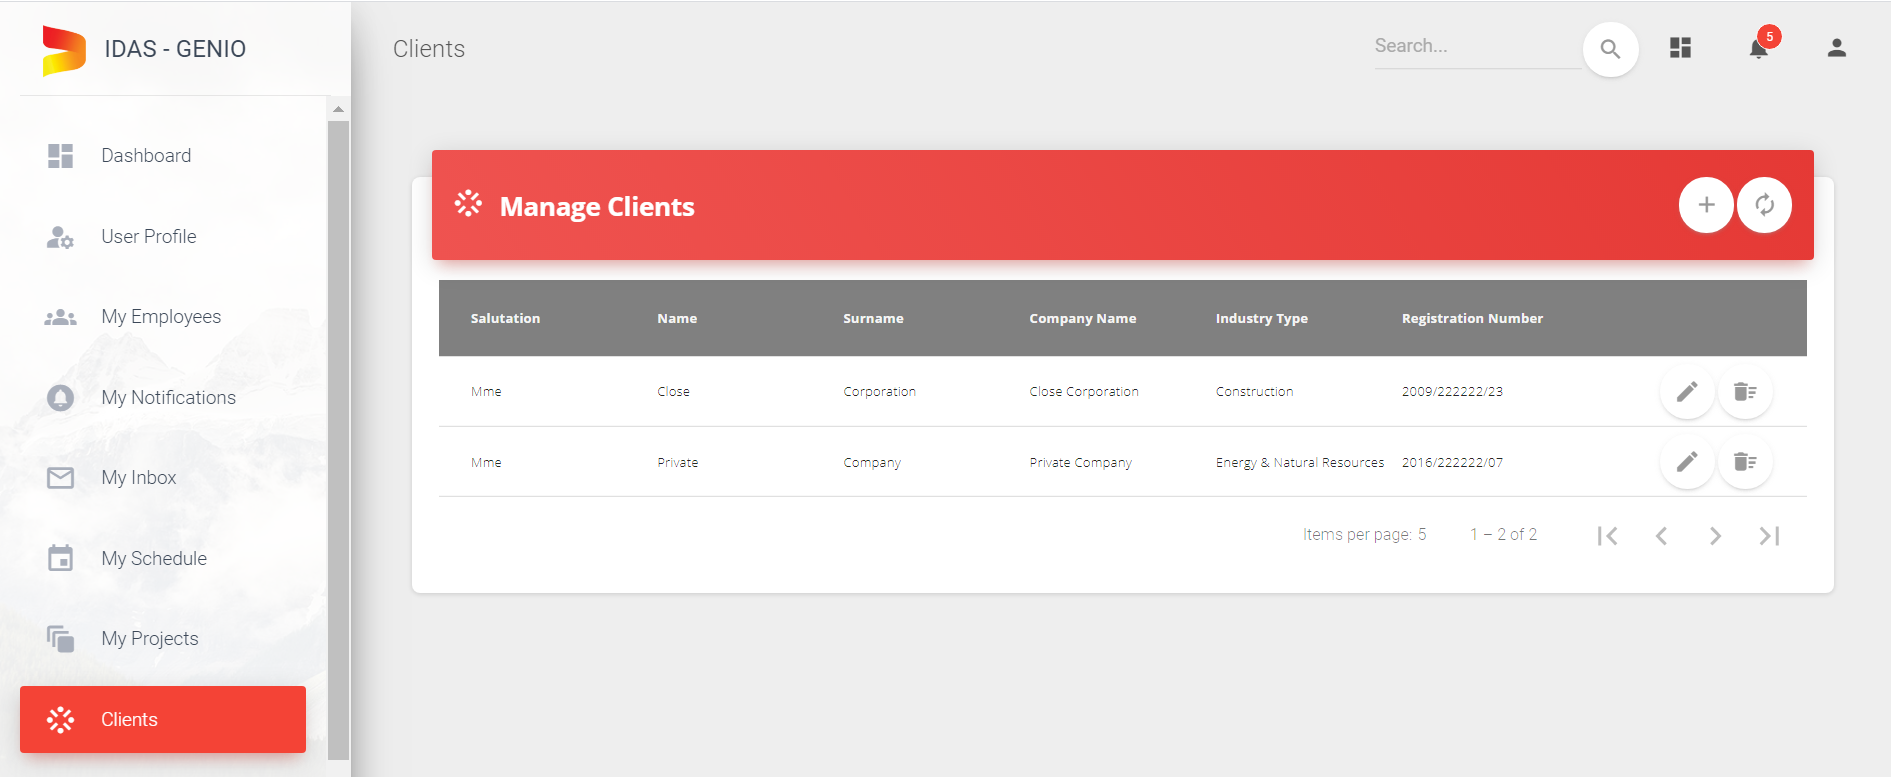 IDAS - GENIO
Dashboard
User Profile
My Employees
My Notifications
My Inbox
My Schedule
My Projects
Clients
Clients
Search...
5
Manage Clients
Salutation Name Surname Company Name Industry Type Registration Number
Mme Close Corporation Close Corporation Construction 2009/222222/23
Mme Private Company Private Company Energy & Natural Resources 2016/222222/07
Items per page: 5 1 – 2 of 2